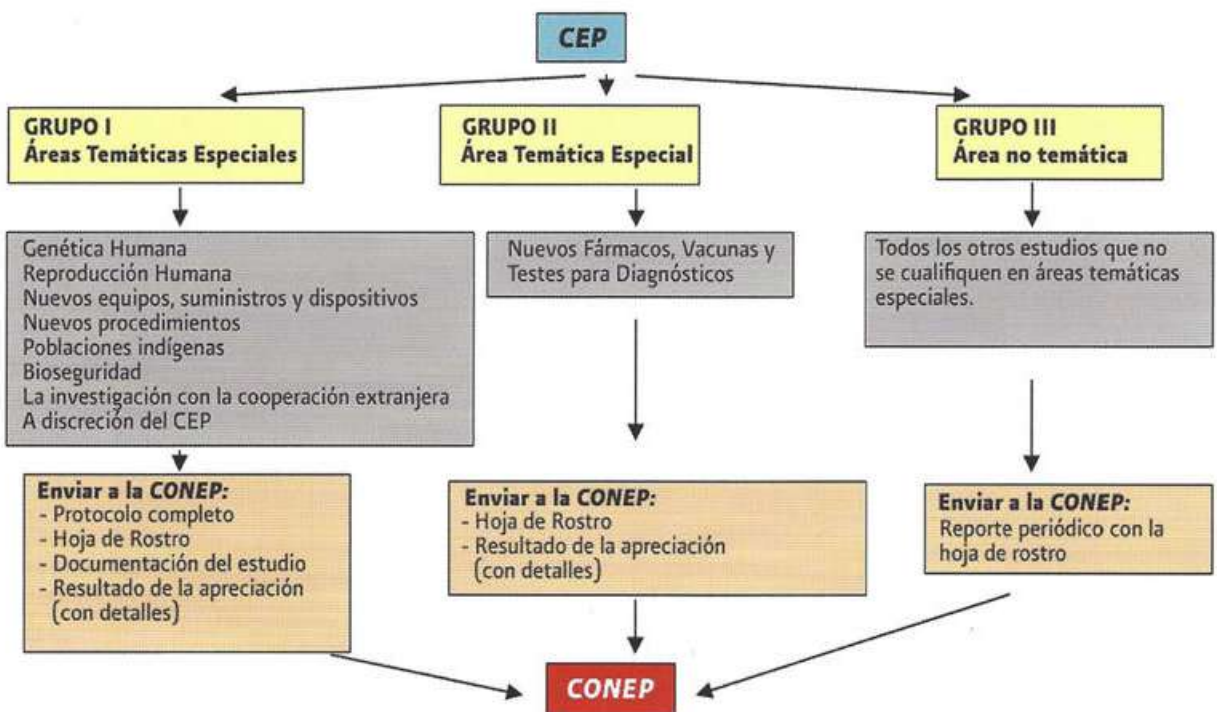 CEP
GRUPO I
Áreas Temáticas Especiales
GRUPO II
Área Temática Especial
GRUPO III
Área no temática
Genética Humana
Reproducción Humana
Nuevos equipos, suministros y dispositivos
Nuevos procedimientos
Poblaciones indígenas
Bioseguridad
La investigación con la cooperación extranjera
A discreción del CEP
Nuevos Fármacos, Vacunas y
Testes para Diagnósticos
Todos los otros estudios que no
se cualifiquen en áreas temáticas
especiales.
Enviar a la CONEP:
- Protocolo completo
- Hoja de Rostro
- Documentación del estudio
- Resultado de la apreciación
(con detalles)
Enviar a la CONEP:
- Hoja de Rostro
- Resultado de la apreciación
(con detalles)
Enviar a la CONEP:
Reporte periódico con la
hoja de rostro
CONEP